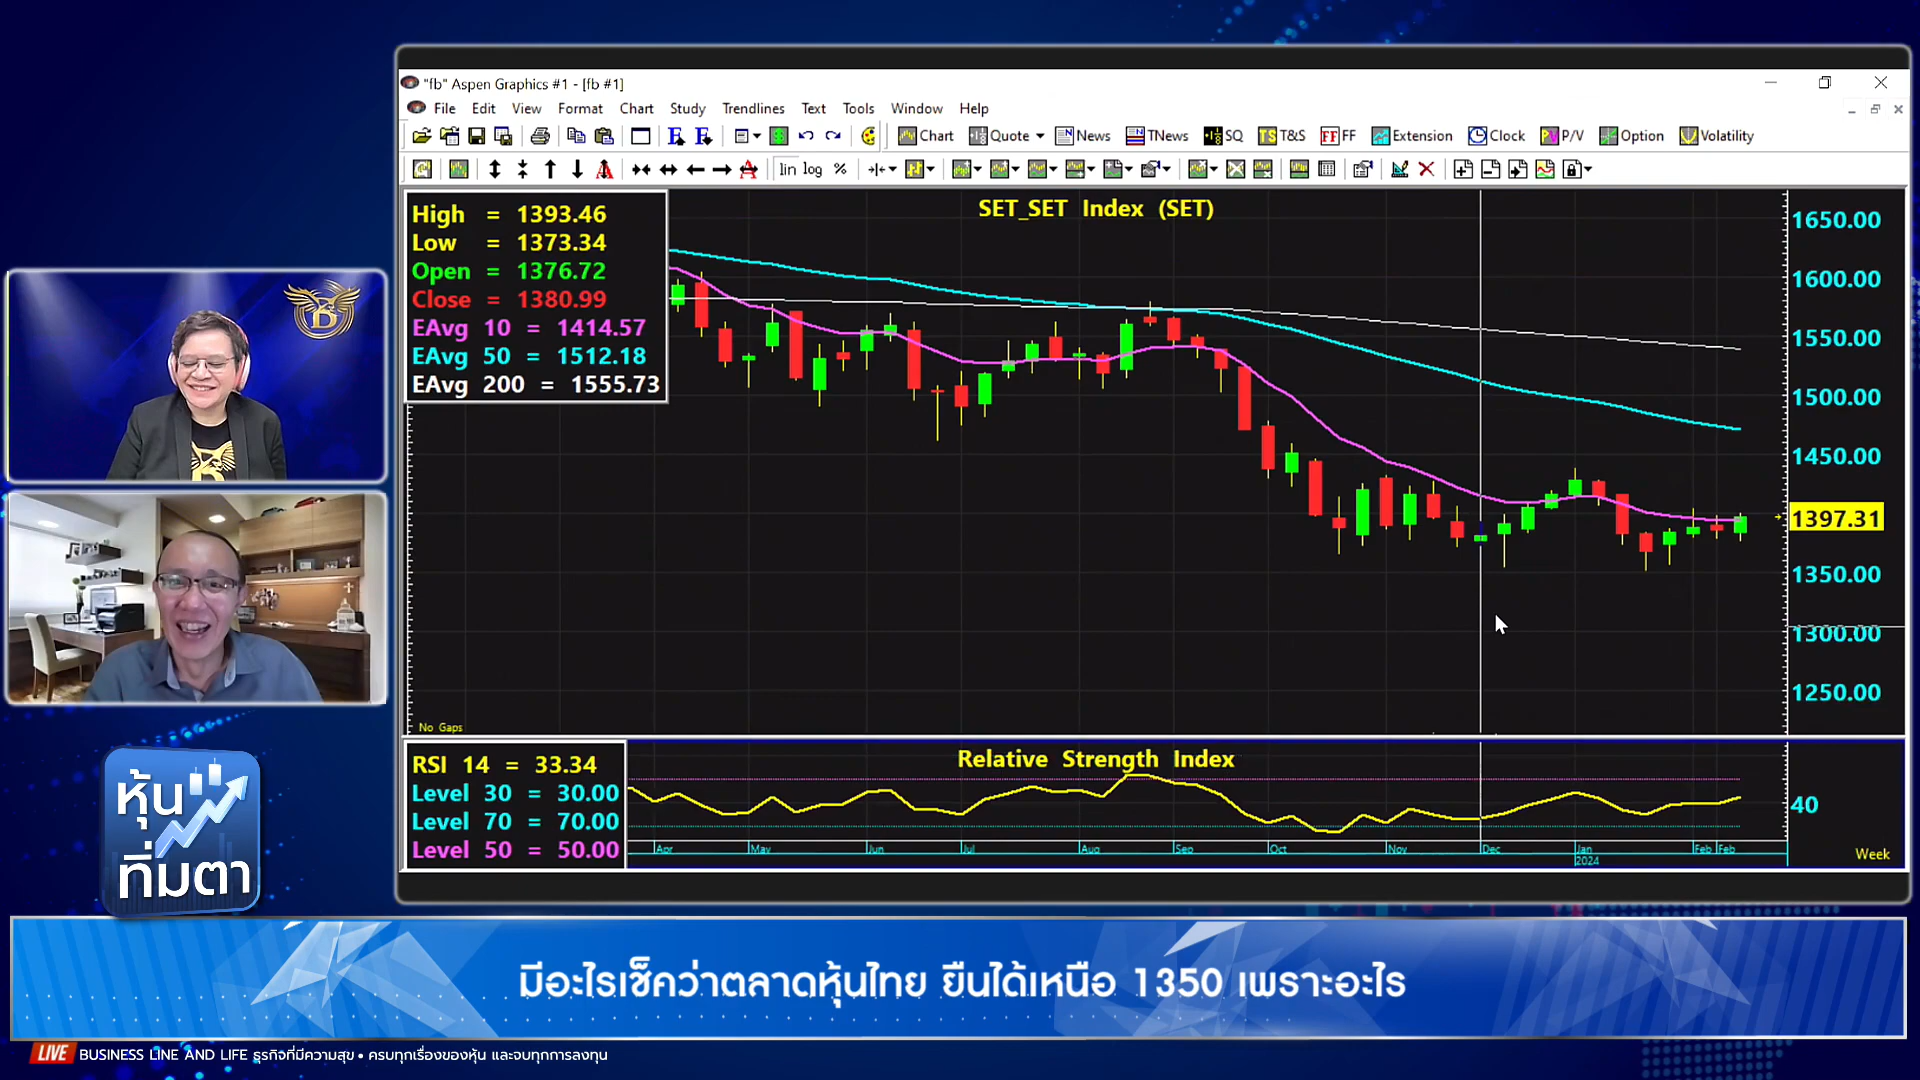 "fb" Aspen Graphics #1 - [fb #1]
File Edit View Format Chart Study Trendlines Text Tools Window Help
Chart Quote News TNews SQ T&S FF Extension Clock P/V Option Volatility
lin log %
High = 1393.46
Low = 1373.34
Open = 1376.72
Close = 1380.99
EAvg 10 = 1414.57
EAvg 50 = 1512.18
EAvg 200 = 1555.73
SET_SET Index (SET)
1650.00
1600.00
1550.00
1500.00
1450.00
1397.31
1350.00
1300.00
1250.00
No Gaps
RSI 14 = 33.34
Level 30 = 30.00
Level 70 = 70.00
Level 50 = 50.00
Relative Strength Index
40
Apr May Jun Jul Aug Sep Oct Nov Dec Jan Feb Feb
2024
Week
หุ้น
ทิ่มตา
มีอะไรเช็คว่าตลาดหุ้นไทย ยืนได้เหนือ 1350 เพราะอะไร
LIVE BUSINESS LINE AND LIFE ธุรกิจที่มีความสุข • ครบทุกเรื่องของหุ้น และจบทุกการลงทุน